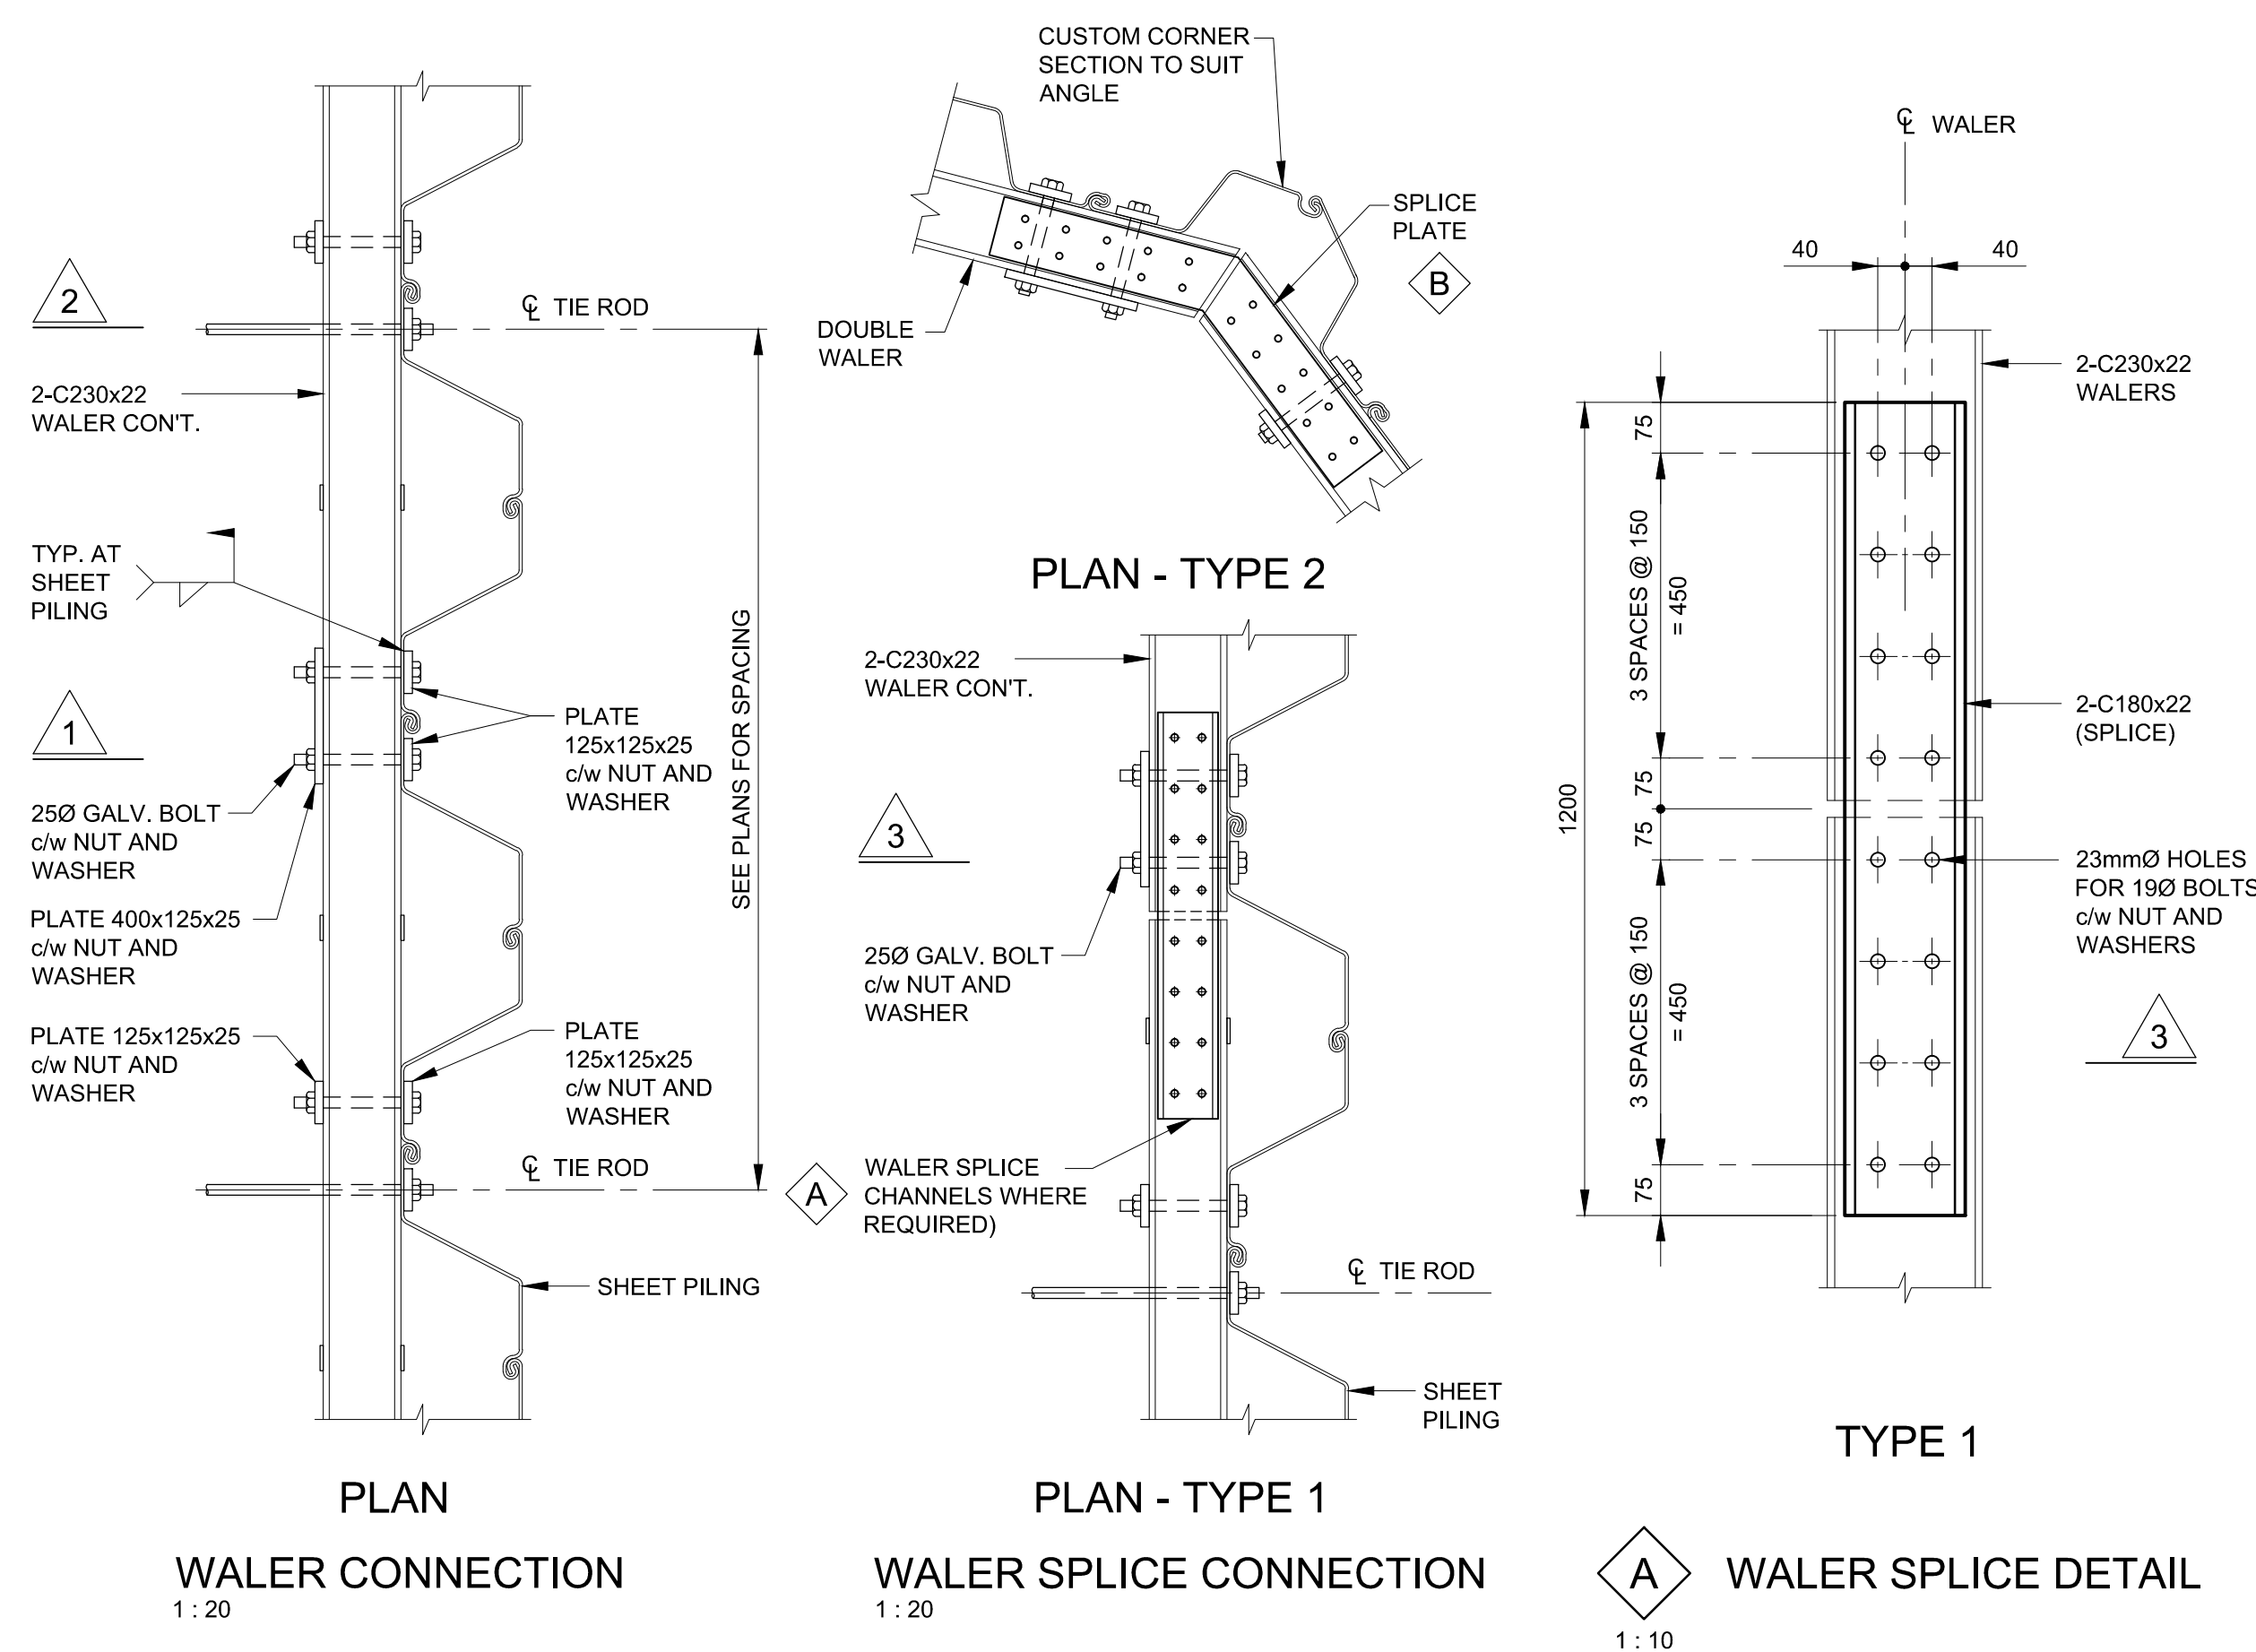 2
℄ TIE ROD
2-C230x22
WALER CON'T.
TYP. AT
SHEET
PILING
SEE PLANS FOR SPACING
1
PLATE
125x125x25
c/w NUT AND
WASHER
25Ø GALV. BOLT
c/w NUT AND
WASHER
PLATE 400x125x25
c/w NUT AND
WASHER
PLATE 125x125x25
c/w NUT AND
WASHER
PLATE
125x125x25
c/w NUT AND
WASHER
℄ TIE ROD
SHEET PILING
PLAN
WALER CONNECTION
1 : 20
CUSTOM CORNER
SECTION TO SUIT
ANGLE
SPLICE
PLATE
B
DOUBLE
WALER
PLAN - TYPE 2
2-C230x22
WALER CON'T.
3
25Ø GALV. BOLT
c/w NUT AND
WASHER
A
WALER SPLICE
CHANNELS WHERE
REQUIRED)
℄ TIE ROD
SHEET
PILING
PLAN - TYPE 1
WALER SPLICE CONNECTION
1 : 20
℄ WALER
40
40
2-C230x22
WALERS
75
3 SPACES @ 150
= 450
2-C180x22
(SPLICE)
75
1200
75
23mmØ HOLES
FOR 19Ø BOLTS
c/w NUT AND
WASHERS
3 SPACES @ 150
= 450
3
75
TYPE 1
A
WALER SPLICE DETAIL
1 : 10